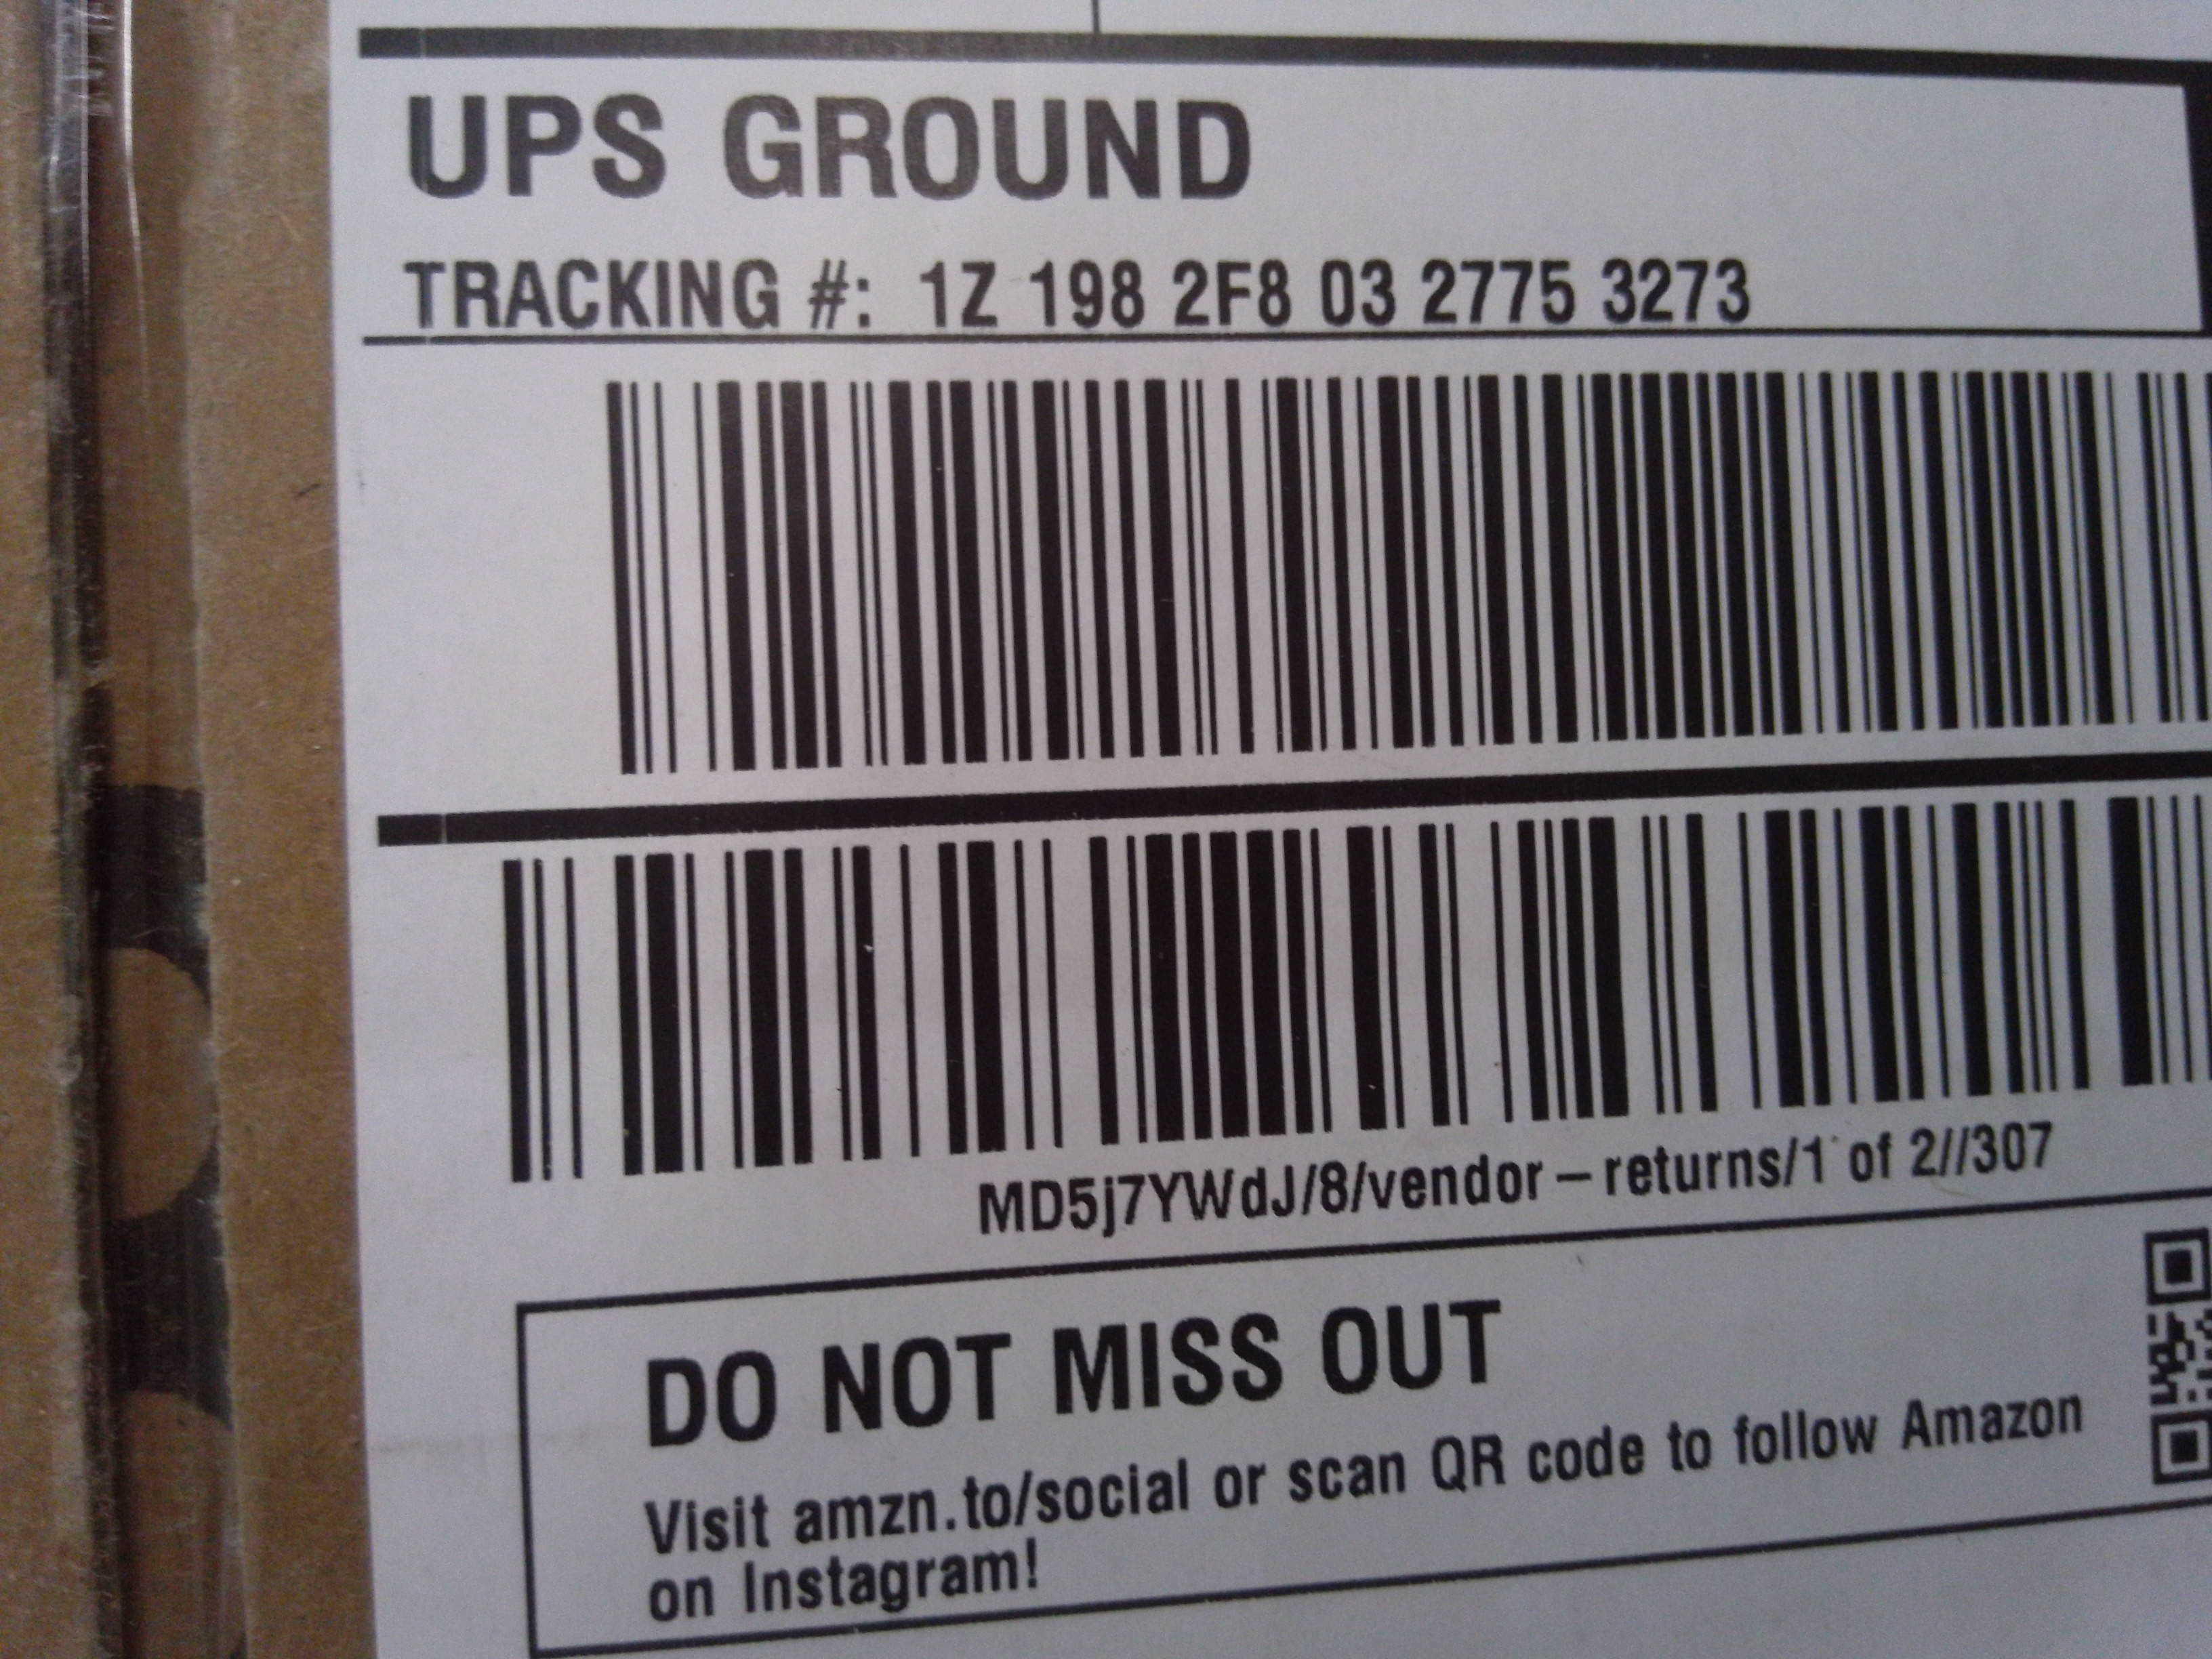 UPS GROUND
TRACKING #: 1Z 198 2F8 03 2775 3273
MD5j7YWdJ/8/vendor-returns/1 of 2//307
DO NOT MISS OUT
Visit amzn.to/social or scan QR code to follow Amazon
on Instagram!